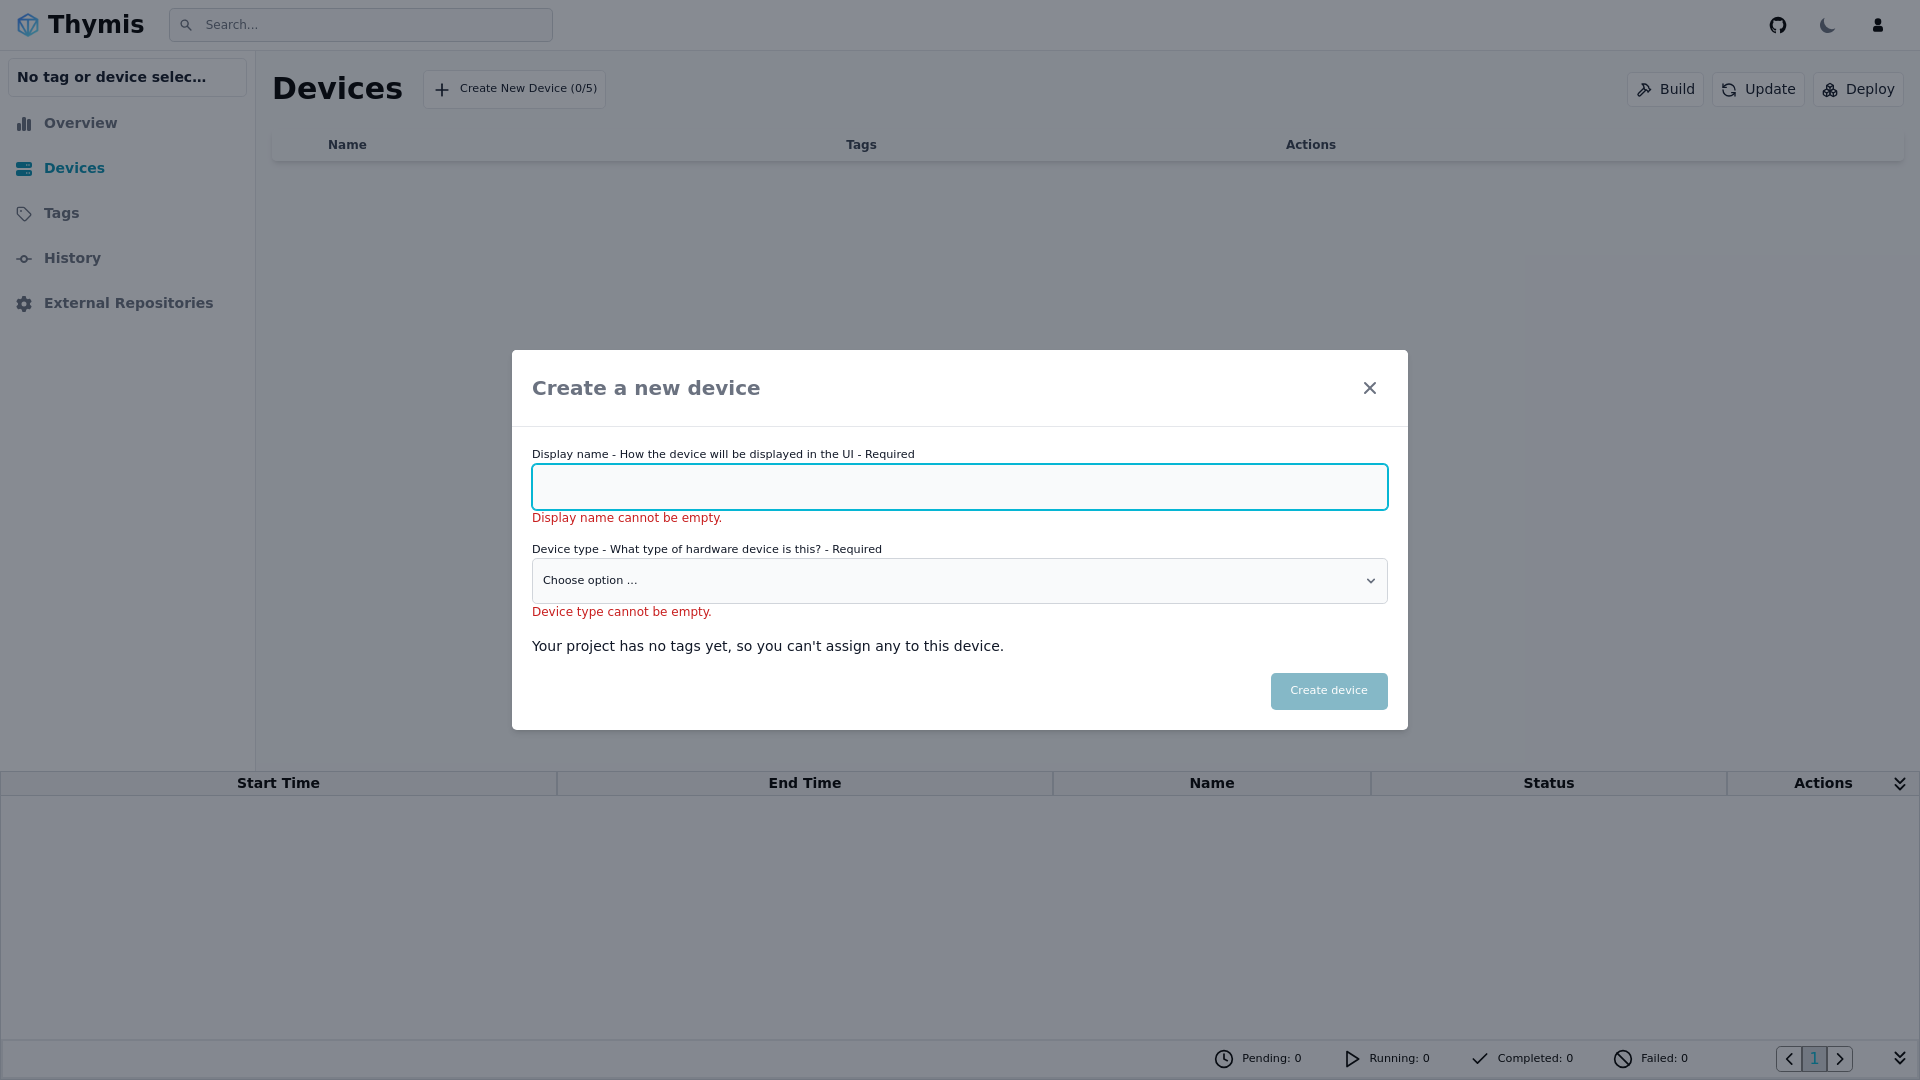 Thymis
Search...
No tag or device selec...
Overview
Devices
Tags
History
External Repositories
Devices
Create New Device (0/5)
Build
Update
Deploy
Name Tags Actions
Create a new device
Display name - How the device will be displayed in the UI - Required
Display name cannot be empty.
Device type - What type of hardware device is this? - Required
Choose option ...
Device type cannot be empty.
Your project has no tags yet, so you can't assign any to this device.
Create device
Start Time End Time Name Status Actions
Pending: 0 Running: 0 Completed: 0 Failed: 0 1